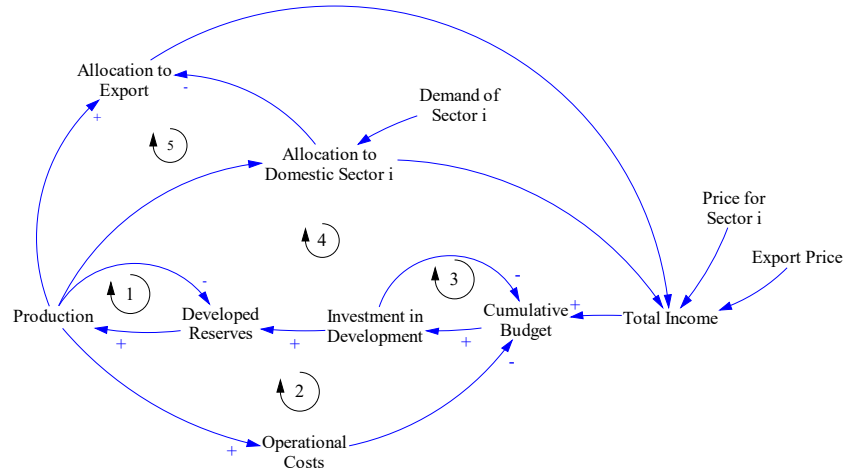 Allocation to
Export
-
+
Demand of
Sector i
5
Allocation to
Domestic Sector i
Price for
Sector i
4
Export Price
3
1
-
-
+
Production
Developed
Reserves
Investment in
Development
Cumulative
Budget
Total Income
+
+
+
-
2
+
Operational
Costs